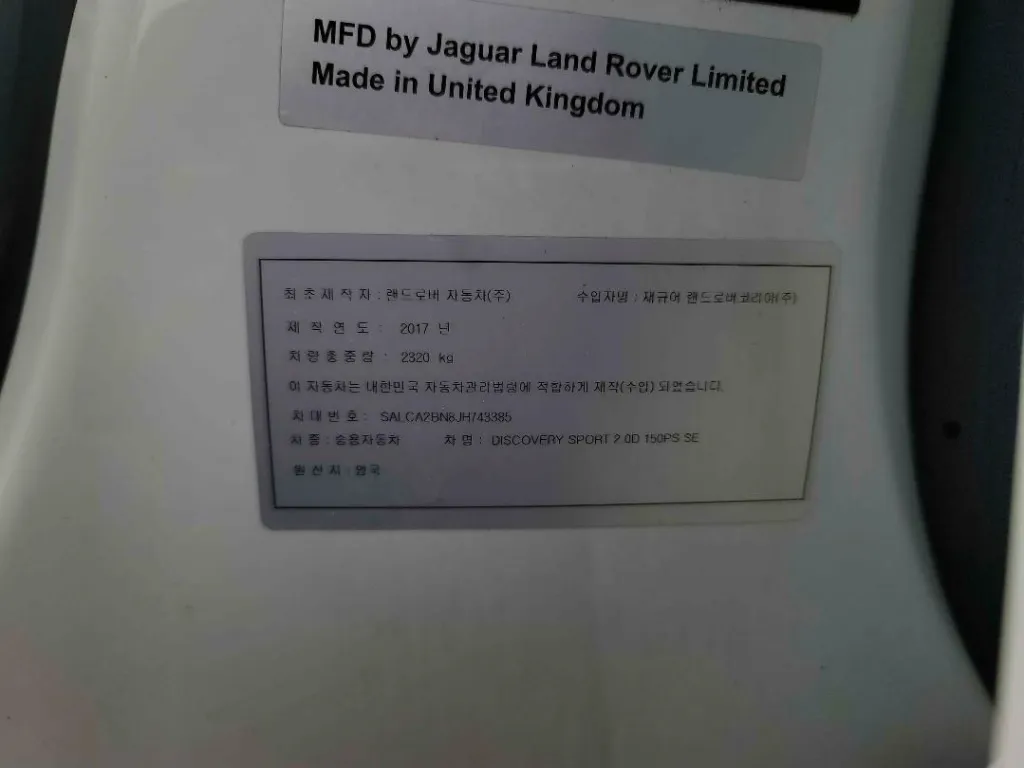 MFD by Jaguar Land Rover Limited
Made in United Kingdom
최초제작자 : 랜드로버 자동차(주) 수입자명 : 재규어 랜드로버코리아(주)
제작연도 : 2017 년
차량총중량 : 2320 kg
이 자동차는 대한민국 자동차관리법령에 적합하게 제작(수입) 되었습니다.
차대번호 : SALCA2BN8JH743385
차종 : 승용자동차 차명 : DISCOVERY SPORT 2.0D 150PS SE
원산지 : 영국